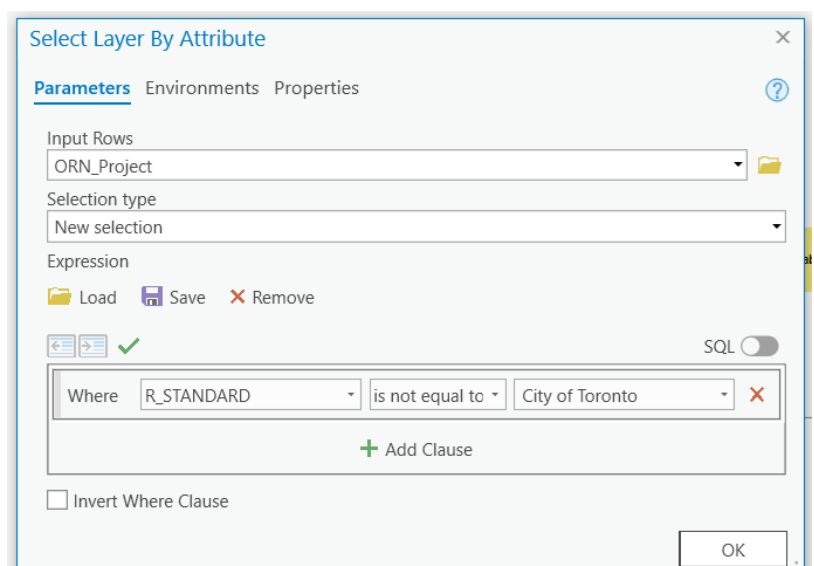 Select Layer By Attribute
Parameters Environments Properties
Input Rows
ORN_Project
Selection type
New selection
Expression
Load Save Remove
SQL
Where R_STANDARD is not equal to City of Toronto
Add Clause
Invert Where Clause
OK